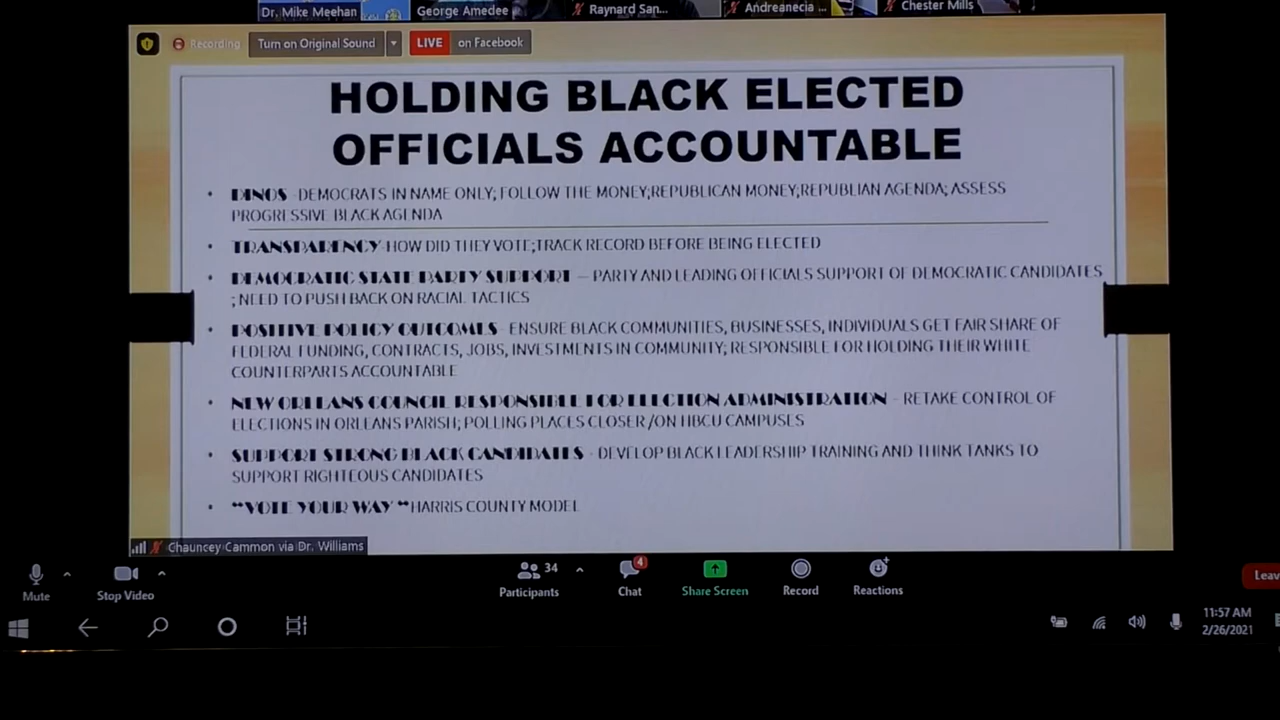 Dr. Mike Meehan
George Amedee
Raynard San...
Andreanecia ...
Chester Mills
Recording
Turn on Original Sound
LIVE on Facebook
HOLDING BLACK ELECTED
OFFICIALS ACCOUNTABLE
• DINOS -DEMOCRATS IN NAME ONLY; FOLLOW THE MONEY;REPUBLICAN MONEY;REPUBLIAN AGENDA; ASSESS
PROGRESSIVE BLACK AGENDA
• TRANSPARENCY-HOW DID THEY VOTE;TRACK RECORD BEFORE BEING ELECTED
• DEMOCRATIC STATE PARTY SUPPORT – PARTY AND LEADING OFFICIALS SUPPORT OF DEMOCRATIC CANDIDATES
; NEED TO PUSH BACK ON RACIAL TACTICS
• POSITIVE POLICY OUTCOMES- ENSURE BLACK COMMUNITIES, BUSINESSES, INDIVIDUALS GET FAIR SHARE OF
FEDERAL FUNDING, CONTRACTS, JOBS, INVESTMENTS IN COMMUNITY; RESPONSIBLE FOR HOLDING THEIR WHITE
COUNTERPARTS ACCOUNTABLE
• NEW ORLEANS COUNCIL RESPONSIBLE FOR ELECTION ADMINISTRATION – RETAKE CONTROL OF
ELECTIONS IN ORLEANS PARISH; POLLING PLACES CLOSER /ON HBCU CAMPUSES
• SUPPORT STRONG BLACK CANDIDATES - DEVELOP BLACK LEADERSHIP TRAINING AND THINK TANKS TO
SUPPORT RIGHTEOUS CANDIDATES
• "VOTE YOUR WAY "HARRIS COUNTY MODEL
Chauncey Cammon via Dr. Williams
Mute
Stop Video
34
Participants
4
Chat
Share Screen
Record
Reactions
Leav
11:57 AM
2/26/2021